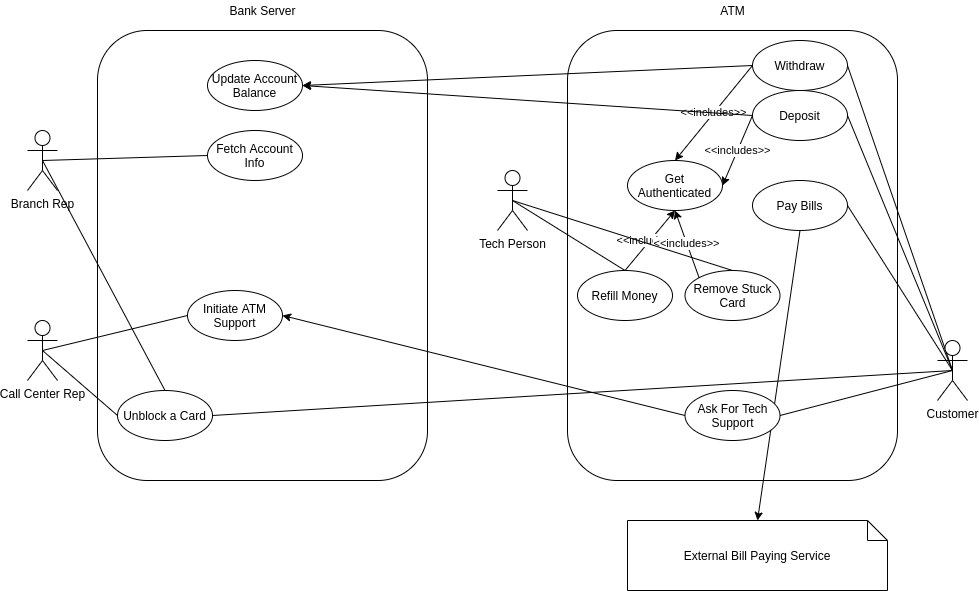 Bank Server
ATM
Update Account
Balance
Withdraw
Deposit
<<includes>>
<<includes>>
Fetch Account
Info
Get
Authenticated
Branch Rep
Pay Bills
Tech Person
<<inclu
<<includes>>
Refill Money
Remove Stuck
Card
Initiate ATM
Support
Call Center Rep
Unblock a Card
Ask For Tech
Support
Customer
External Bill Paying Service